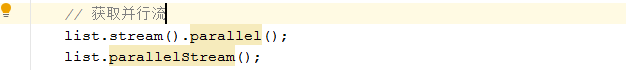 // 获取并行流
list.stream().parallel();
list.parallelStream();